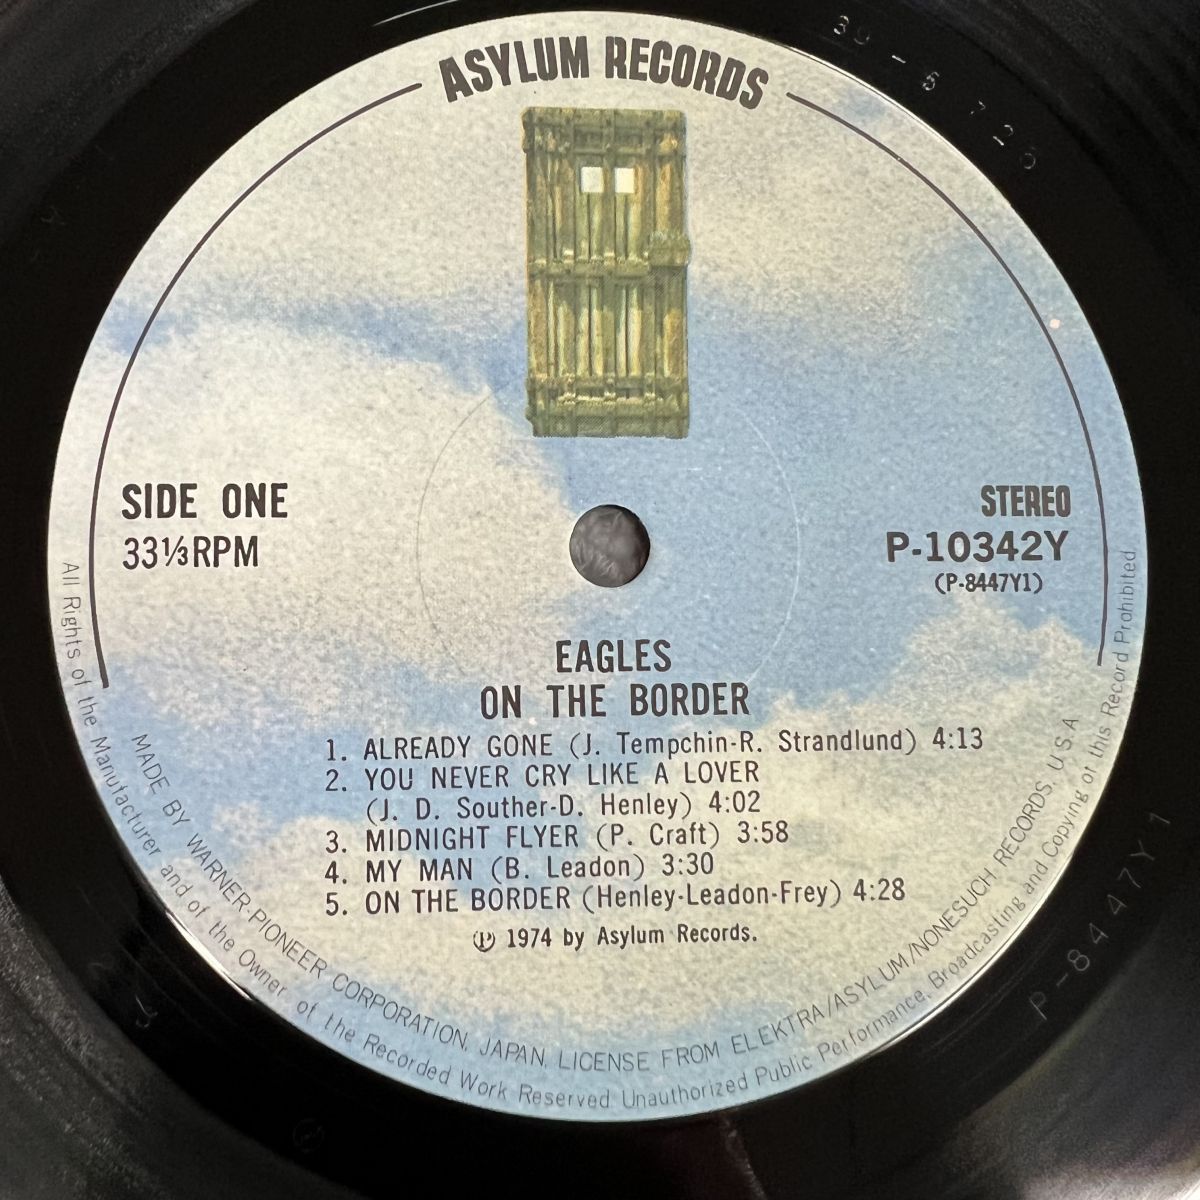 ASYLUM RECORDS
SIDE ONE
33⅓RPM
STEREO
P-10342Y
(P-8447Y1)
EAGLES
ON THE BORDER
1. ALREADY GONE (J. Tempchin-R. Strandlund) 4:13
2. YOU NEVER CRY LIKE A LOVER
(J. D. Souther-D. Henley) 4:02
3. MIDNIGHT FLYER (P. Craft) 3:58
4. MY MAN (B. Leadon) 3:30
5. ON THE BORDER (Henley-Leadon-Frey) 4:28
℗ 1974 by Asylum Records.
MADE BY WARNER-PIONEER CORPORATION, JAPAN, LICENSE FROM ELEKTRA/ASYLUM/NONESUCH RECORDS, U.S.A
All Rights of the Manufacturer and of the Owner of the Recorded Work Reserved Unauthorized Public Performance, Broadcasting and Copying of this Record Prohibited
P-8447Y1